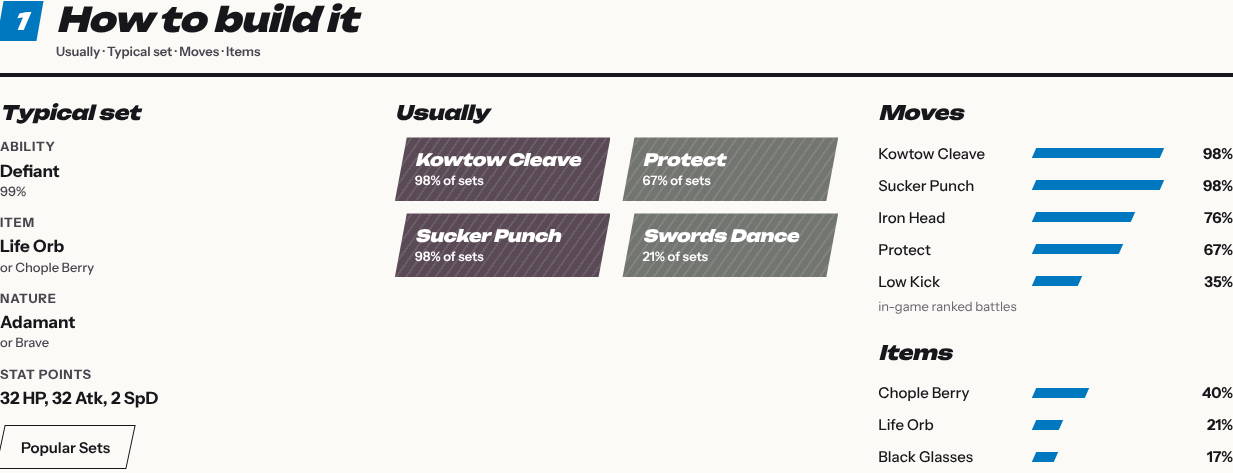 1
How to build it
Usually · Typical set · Moves · Items
Typical set
ABILITY
Defiant
99%
ITEM
Life Orb
or Chople Berry
NATURE
Adamant
or Brave
STAT POINTS
32 HP, 32 Atk, 2 SpD
Popular Sets
Usually
Kowtow Cleave
98% of sets
Protect
67% of sets
Sucker Punch
98% of sets
Swords Dance
21% of sets
Moves
Kowtow Cleave 98%
Sucker Punch 98%
Iron Head 76%
Protect 67%
Low Kick 35%
in-game ranked battles
Items
Chople Berry 40%
Life Orb 21%
Black Glasses 17%